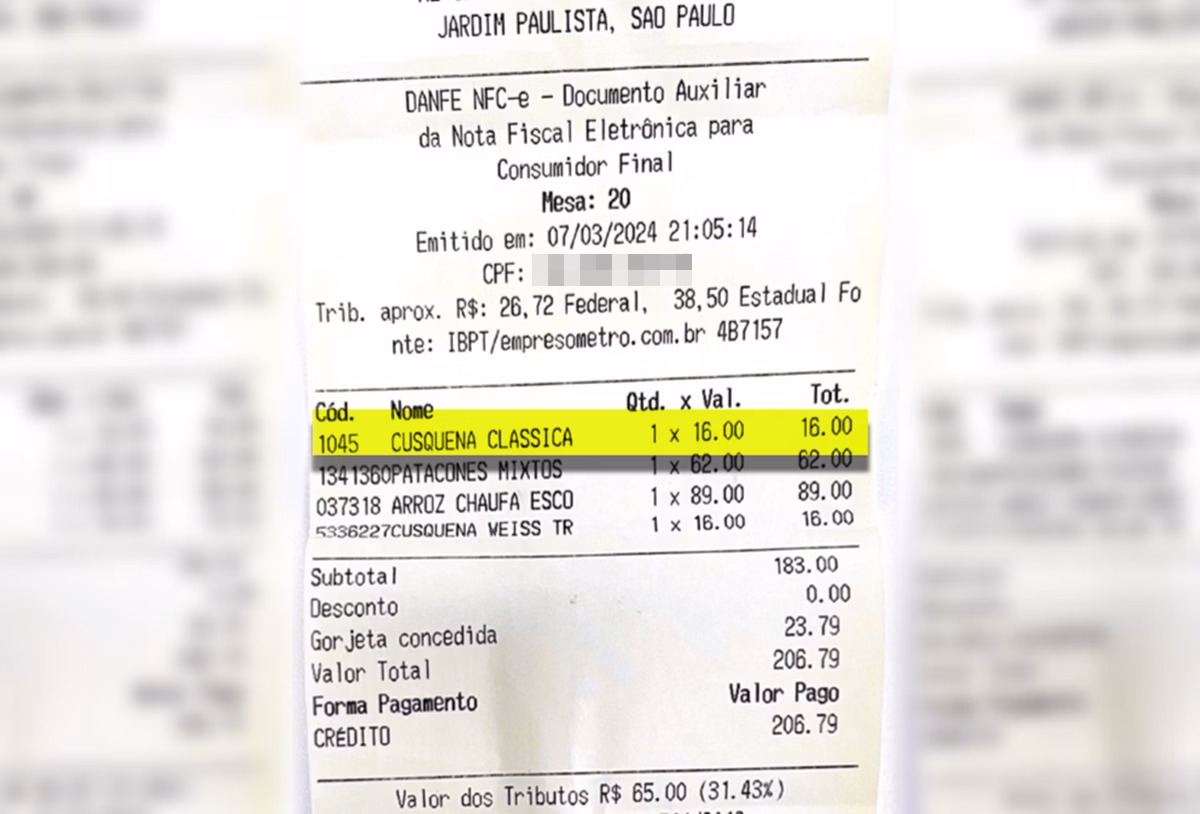 JARDIM PAULISTA, SAO PAULO
DANFE NFC-e - Documento Auxiliar
da Nota Fiscal Eletrônica para
Consumidor Final
Mesa: 20
Emitido em: 07/03/2024 21:05:14
CPF:
Trib. aprox. R$: 26,72 Federal, 38,50 Estadual Fo
nte: IBPT/empresometro.com.br 4B7157
Cód. Nome Qtd. x Val. Tot.
1045 CUSQUENA CLASSICA 1 x 16.00 16.00
1341360PATACONES MIXTOS 1 x 62.00 62.00
037318 ARROZ CHAUFA ESCO 1 x 89.00 89.00
5336227CUSQUENA WEISS TR 1 x 16.00 16.00
Subtotal 183.00
Desconto 0.00
Gorjeta concedida 23.79
Valor Total 206.79
Forma Pagamento Valor Pago
CRÉDITO 206.79
Valor dos Tributos R$ 65.00 (31.43%)